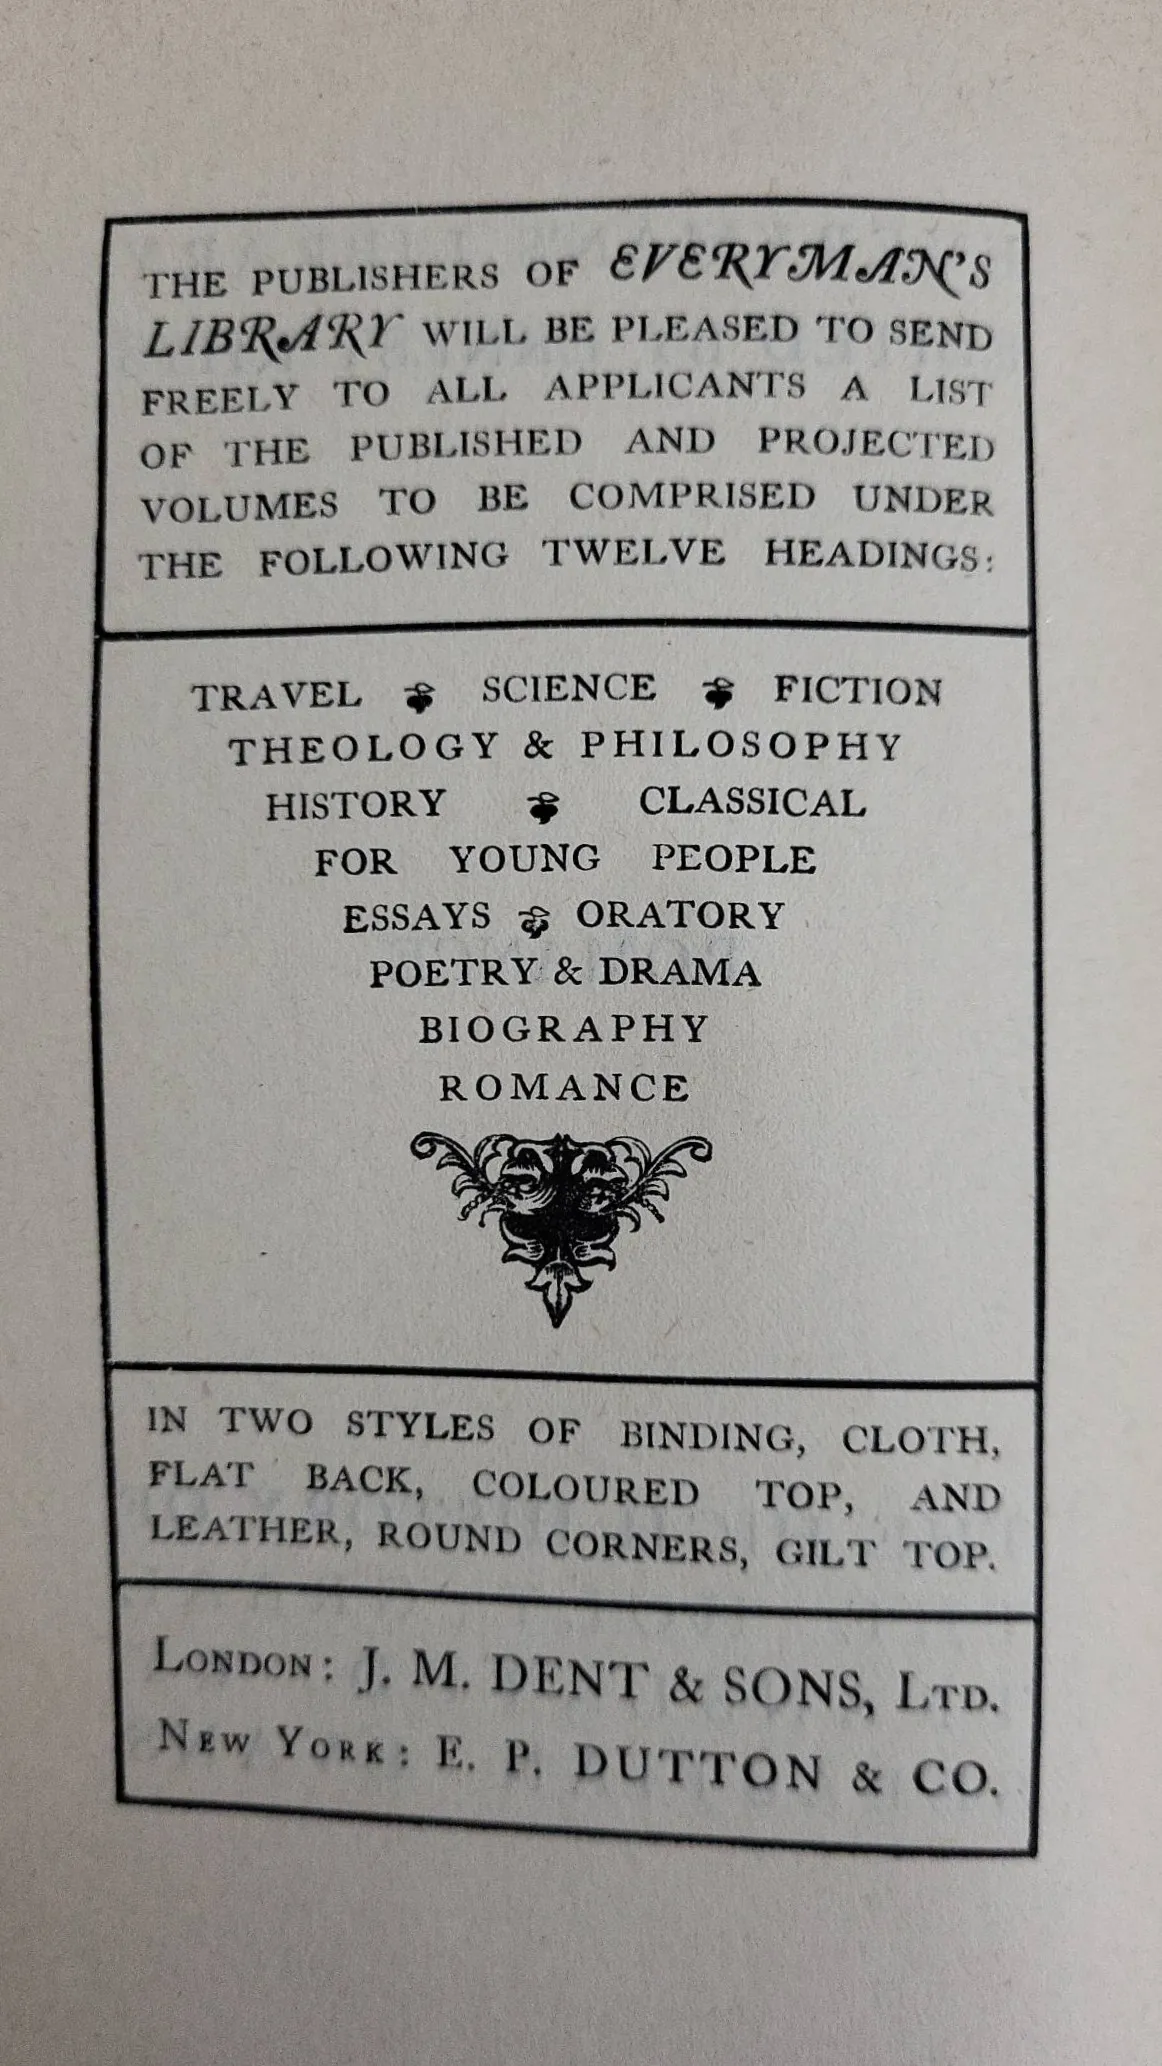 THE PUBLISHERS OF EVERYMAN'S
LIBRARY WILL BE PLEASED TO SEND
FREELY TO ALL APPLICANTS A LIST
OF THE PUBLISHED AND PROJECTED
VOLUMES TO BE COMPRISED UNDER
THE FOLLOWING TWELVE HEADINGS:
TRAVEL SCIENCE FICTION
THEOLOGY & PHILOSOPHY
HISTORY CLASSICAL
FOR YOUNG PEOPLE
ESSAYS ORATORY
POETRY & DRAMA
BIOGRAPHY
ROMANCE
IN TWO STYLES OF BINDING, CLOTH,
FLAT BACK, COLOURED TOP, AND
LEATHER, ROUND CORNERS, GILT TOP.
LONDON: J. M. DENT & SONS, LTD.
NEW YORK: E. P. DUTTON & CO.